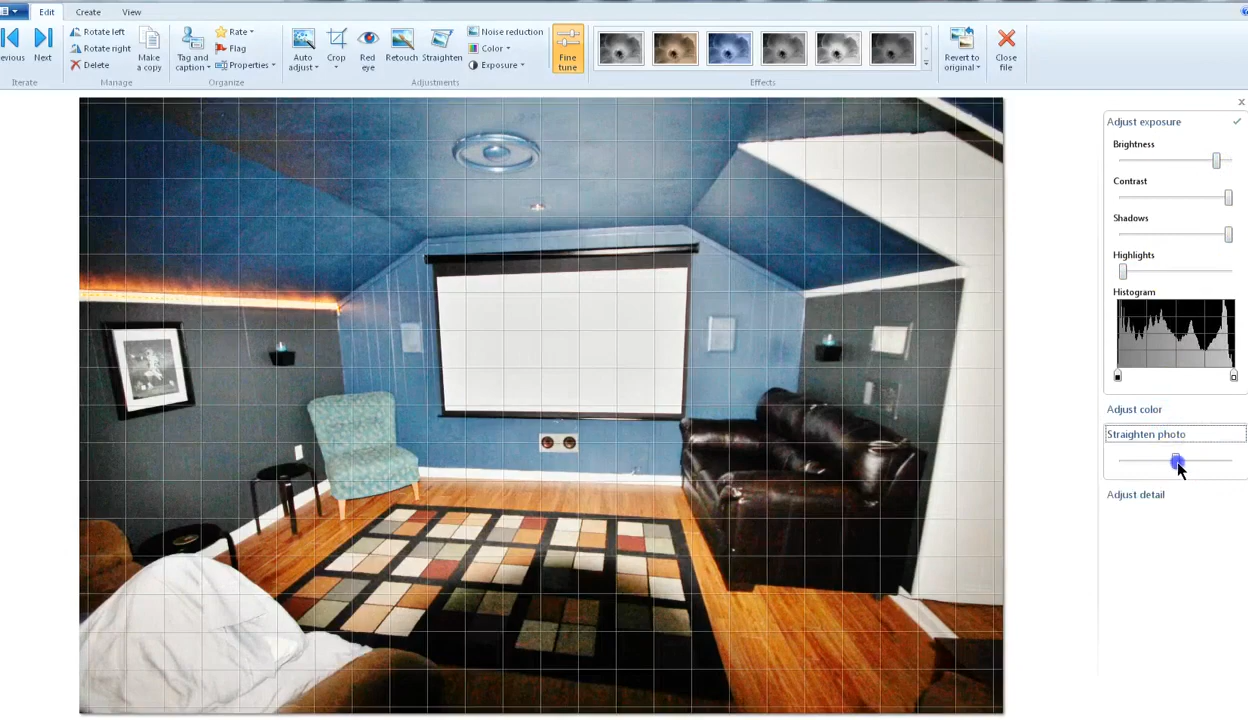 Edit Create View
evious
Next
Iterate
Rotate left
Rotate right
Delete
Make
a copy
Manage
Tag and
caption
Rate
Flag
Properties
Organize
Auto
adjust
Crop
Red
eye
Retouch
Straighten
Noise reduction
Color
Exposure
Adjustments
Fine
tune
Effects
Revert to
original
Close
file
x
Adjust exposure
Brightness
Contrast
Shadows
Highlights
Histogram
Adjust color
Straighten photo
Adjust detail